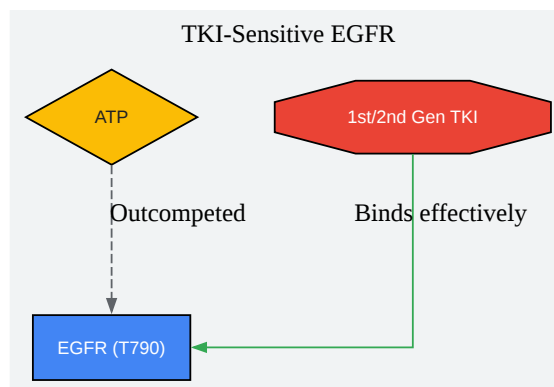 TKI-Sensitive EGFR
ATP
1st/2nd Gen TKI
Outcompeted
Binds effectively
EGFR (T790)